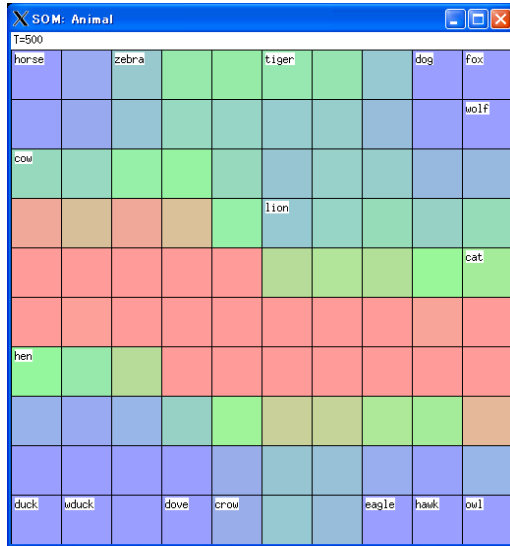 SOM: Animal
T=500
horse zebra tiger dog fox
wolf
cow
lion
cat
hen
duck wduck dove crow eagle hawk owl